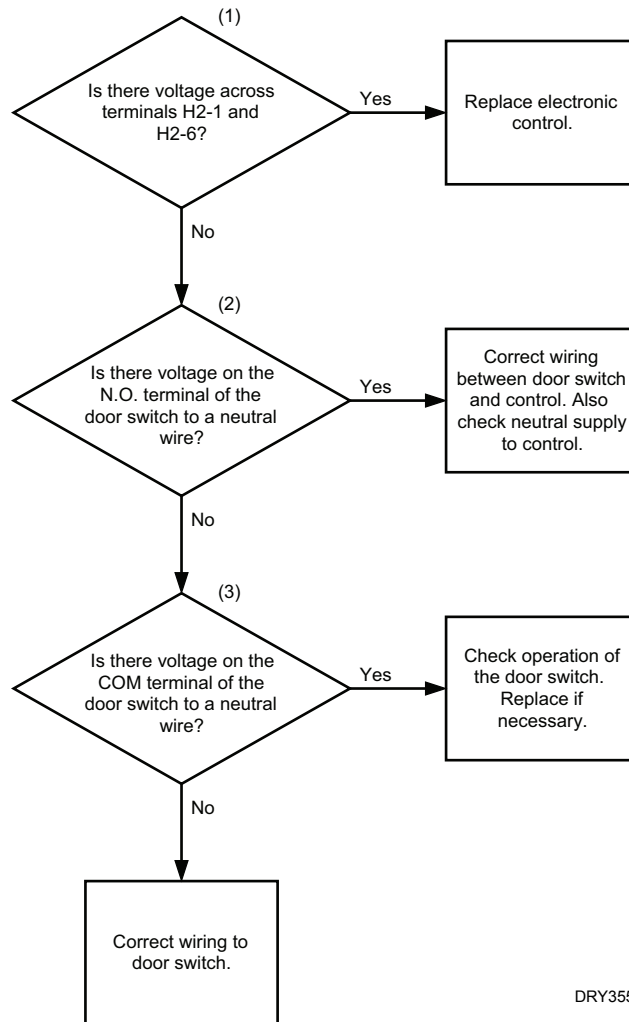 (1)
Is there voltage across
terminals H2-1 and
H2-6?
Yes
Replace electronic
control.
No
(2)
Is there voltage on the
N.O. terminal of the
door switch to a neutral
wire?
Yes
Correct wiring
between door switch
and control. Also
check neutral supply
to control.
No
(3)
Is there voltage on the
COM terminal of the
door switch to a neutral
wire?
Yes
Check operation of
the door switch.
Replace if
necessary.
No
Correct wiring to
door switch.
DRY355